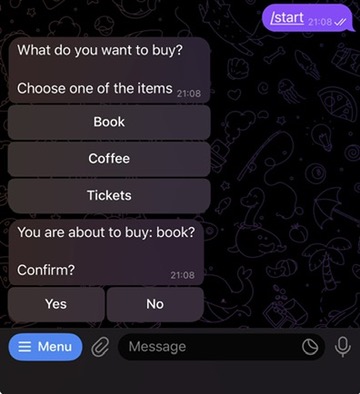 /start 21:08
What do you want to buy?
Choose one of the items 21:08
Book
Coffee
Tickets
You are about to buy: book?
Confirm? 21:08
Yes No
Menu Message